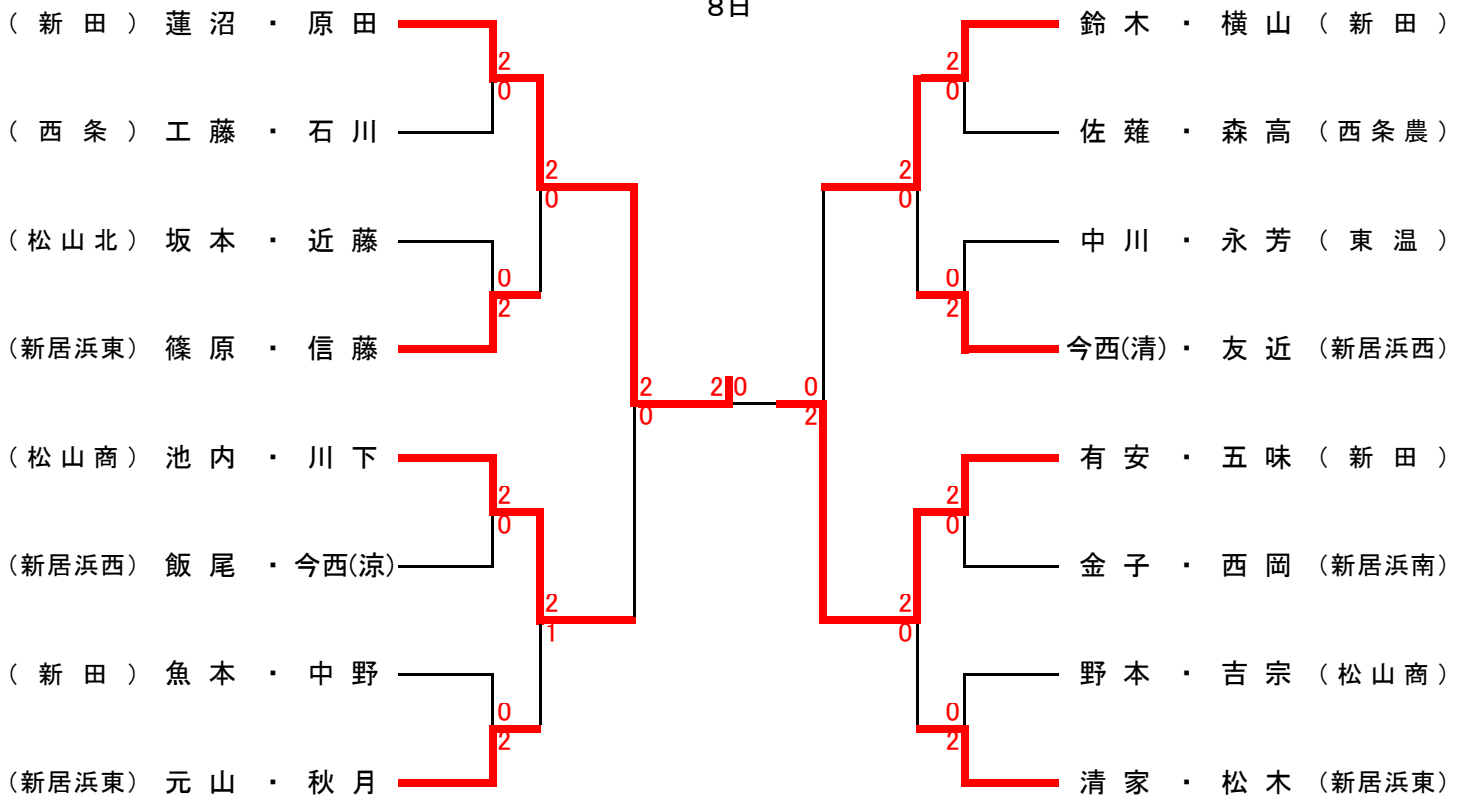 8日
(新田) 蓮沼・原田 鈴木・横山 (新田)
2 2
0 0
(西条) 工藤・石川 佐薙・森高 (西条農)
2 2
0 0
(松山北) 坂本・近藤 中川・永芳 (東温)
0 0
2 2
(新居浜東) 篠原・信藤 今西(清)・友近 (新居浜西)
2 2 0 0
0 2
(松山商) 池内・川下 有安・五味 (新田)
2 2
0 0
(新居浜西) 飯尾・今西(涼) 金子・西岡 (新居浜南)
2 2
1 0
(新田) 魚本・中野 野本・吉宗 (松山商)
0 0
2 2
(新居浜東) 元山・秋月 清家・松木 (新居浜東)